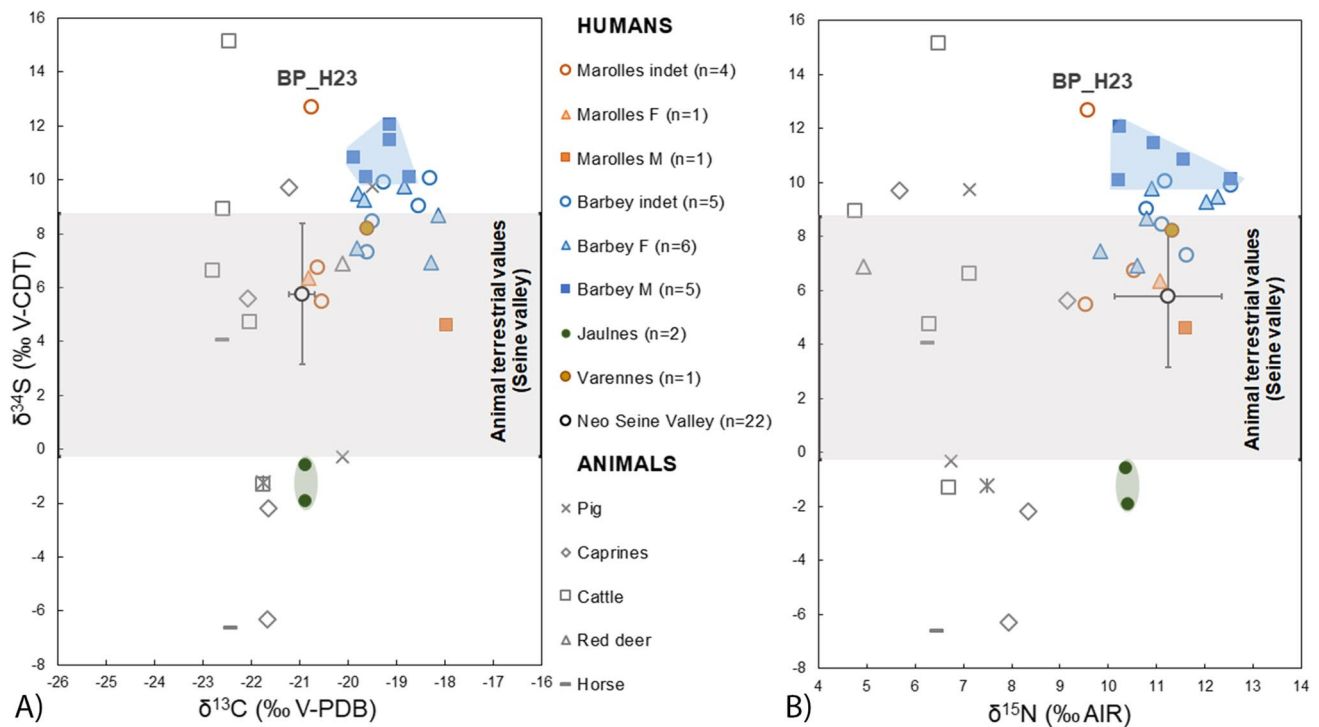 16
14
12
10
8
6
4
2
0
-2
-4
-6
-8
δ34S (‰ V-CDT)
BP_H23
Animal terrestrial values
(Seine valley)
-26 -25 -24 -23 -22 -21 -20 -19 -18 -17 -16
A)
δ13C (‰ V-PDB)
HUMANS
Marolles indet (n=4)
Marolles F (n=1)
Marolles M (n=1)
Barbey indet (n=5)
Barbey F (n=6)
Barbey M (n=5)
Jaulnes (n=2)
Varennes (n=1)
Neo Seine Valley (n=22)
ANIMALS
Pig
Caprines
Cattle
Red deer
Horse
16
14
12
10
8
6
4
2
0
-2
-4
-6
-8
BP_H23
Animal terrestrial values
(Seine valley)
4 5 6 7 8 9 10 11 12 13 14
B)
δ15N (‰ AIR)